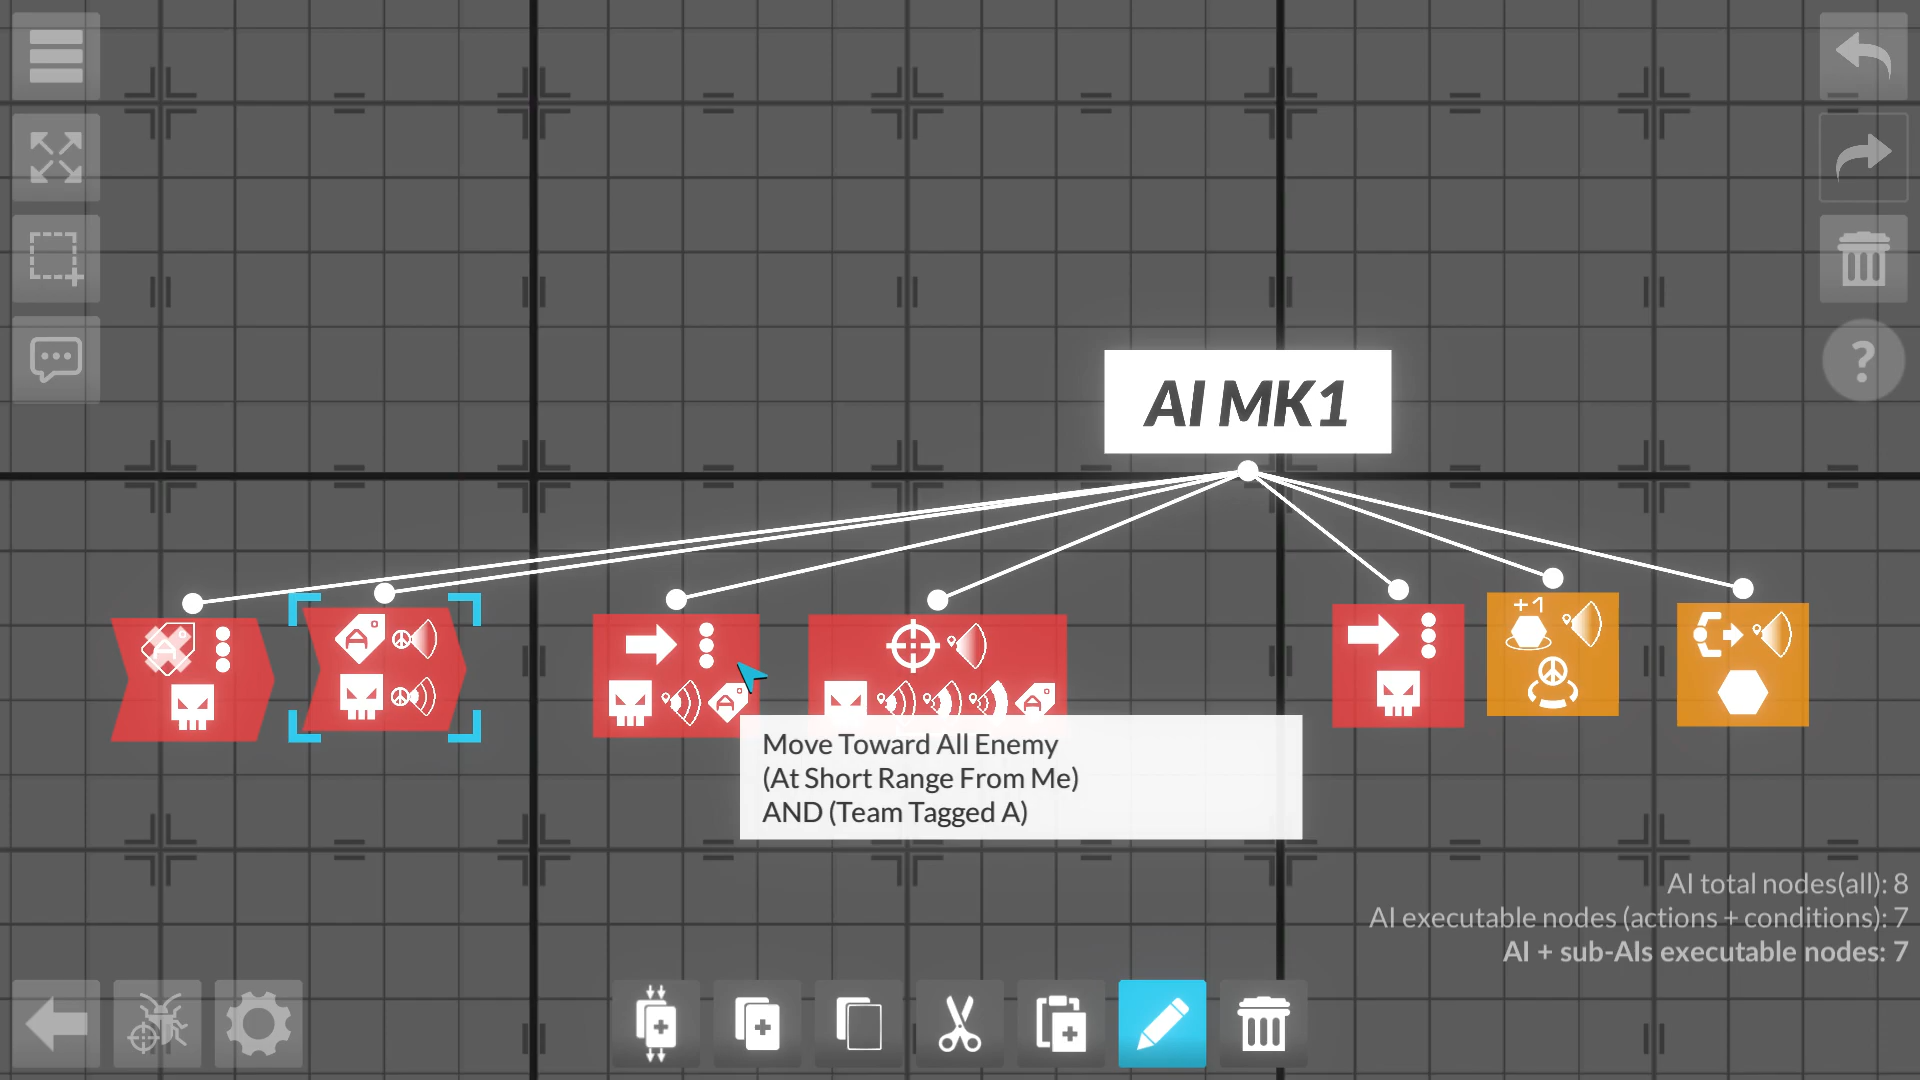 AI MK1
+1
A
A
A
A
Move Toward All Enemy
(At Short Range From Me)
AND (Team Tagged A)
?
AI total nodes(all): 8
AI executable nodes (actions + conditions): 7
AI + sub-AIs executable nodes: 7